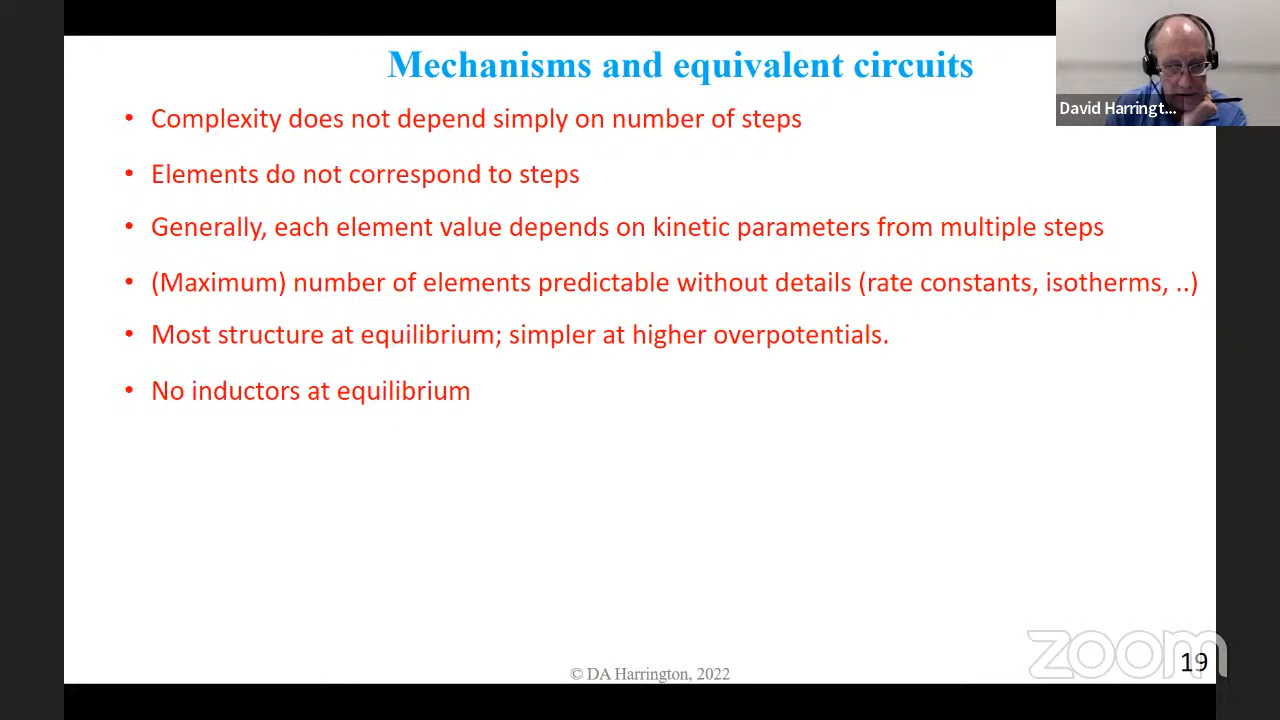 Mechanisms and equivalent circuits
David Harringt...
• Complexity does not depend simply on number of steps
• Elements do not correspond to steps
• Generally, each element value depends on kinetic parameters from multiple steps
• (Maximum) number of elements predictable without details (rate constants, isotherms, ..)
• Most structure at equilibrium; simpler at higher overpotentials.
• No inductors at equilibrium
zoom
19
© DA Harrington, 2022